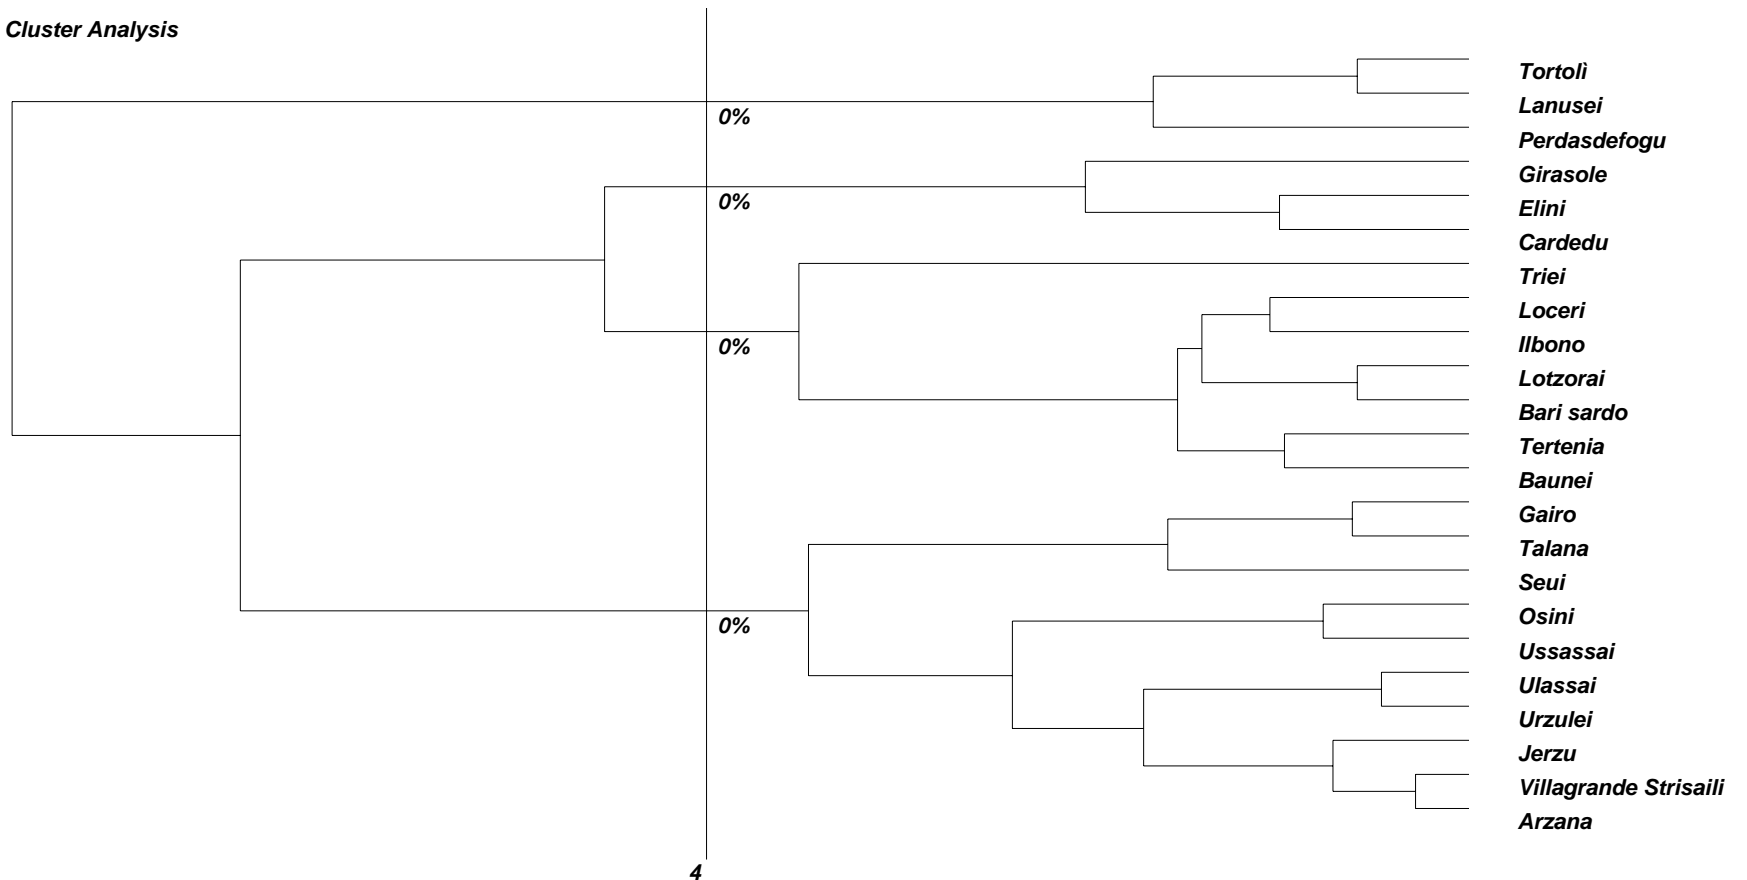 Cluster Analysis
Tortolì
0%
Lanusei
Perdasdefogu
Girasole
0%
Elini
Cardedu
Triei
Loceri
0%
Ilbono
Lotzorai
Bari sardo
Tertenia
Baunei
Gairo
Talana
Seui
Osini
0%
Ussassai
Ulassai
Urzulei
Jerzu
Villagrande Strisaili
Arzana
4